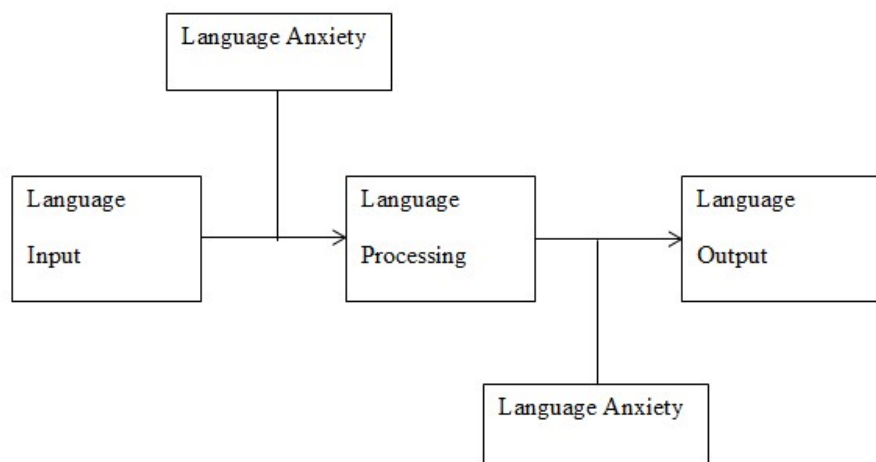 Language Anxiety
Language
Input
Language
Processing
Language
Output
Language Anxiety